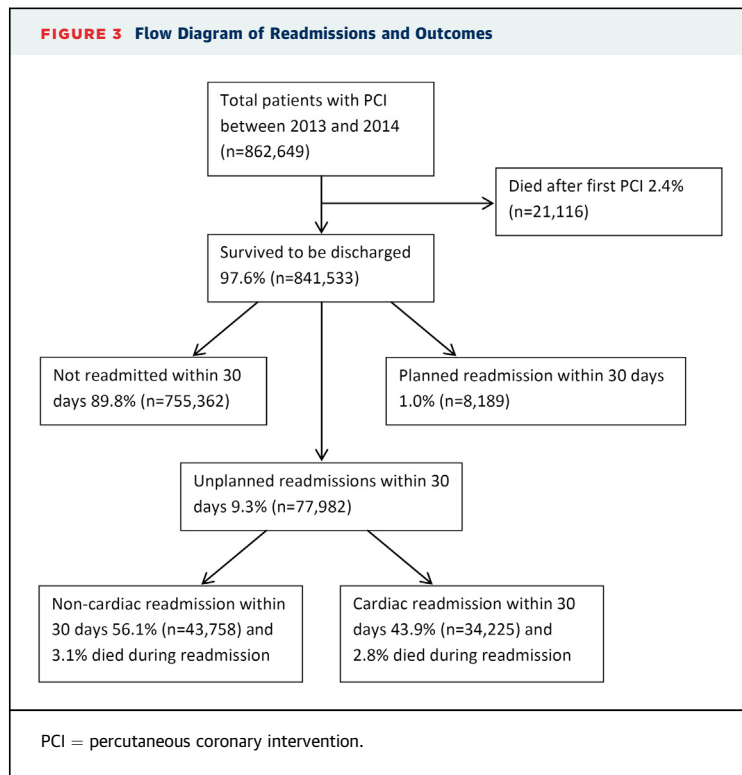 FIGURE 3 Flow Diagram of Readmissions and Outcomes
Total patients with PCI
between 2013 and 2014
(n=862,649)
Died after first PCI 2.4%
(n=21,116)
Survived to be discharged
97.6% (n=841,533)
Not readmitted within 30
days 89.8% (n=755,362)
Planned readmission within 30 days
1.0% (n=8,189)
Unplanned readmissions within 30
days 9.3% (n=77,982)
Non-cardiac readmission within
30 days 56.1% (n=43,758) and
3.1% died during readmission
Cardiac readmission within 30
days 43.9% (n=34,225) and
2.8% died during readmission
PCI = percutaneous coronary intervention.